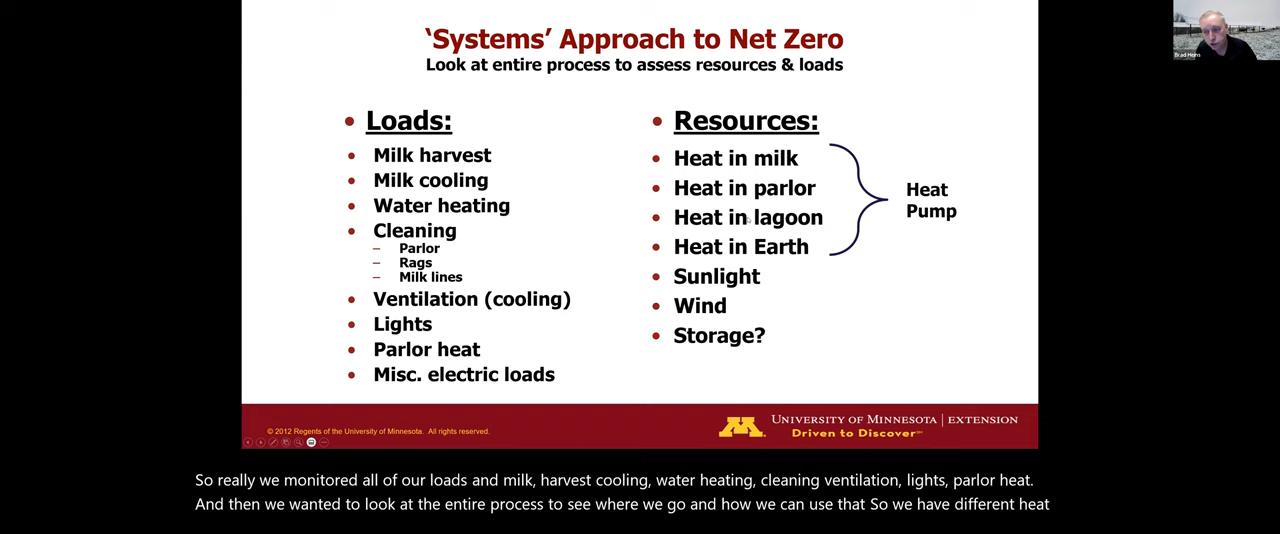 ‘Systems’ Approach to Net Zero
Look at entire process to assess resources & loads
• Loads:
• Milk harvest
• Milk cooling
• Water heating
• Cleaning
– Parlor
– Rags
– Milk lines
• Ventilation (cooling)
• Lights
• Parlor heat
• Misc. electric loads
• Resources:
• Heat in milk
• Heat in parlor
• Heat in lagoon
• Heat in Earth
• Sunlight
• Wind
• Storage?
Heat
Pump
© 2012 Regents of the University of Minnesota. All rights reserved.
UNIVERSITY OF MINNESOTA | EXTENSION
Driven to Discover℠
Brad Heins
So really we monitored all of our loads and milk, harvest cooling, water heating, cleaning ventilation, lights, parlor heat.
And then we wanted to look at the entire process to see where we go and how we can use that So we have different heat